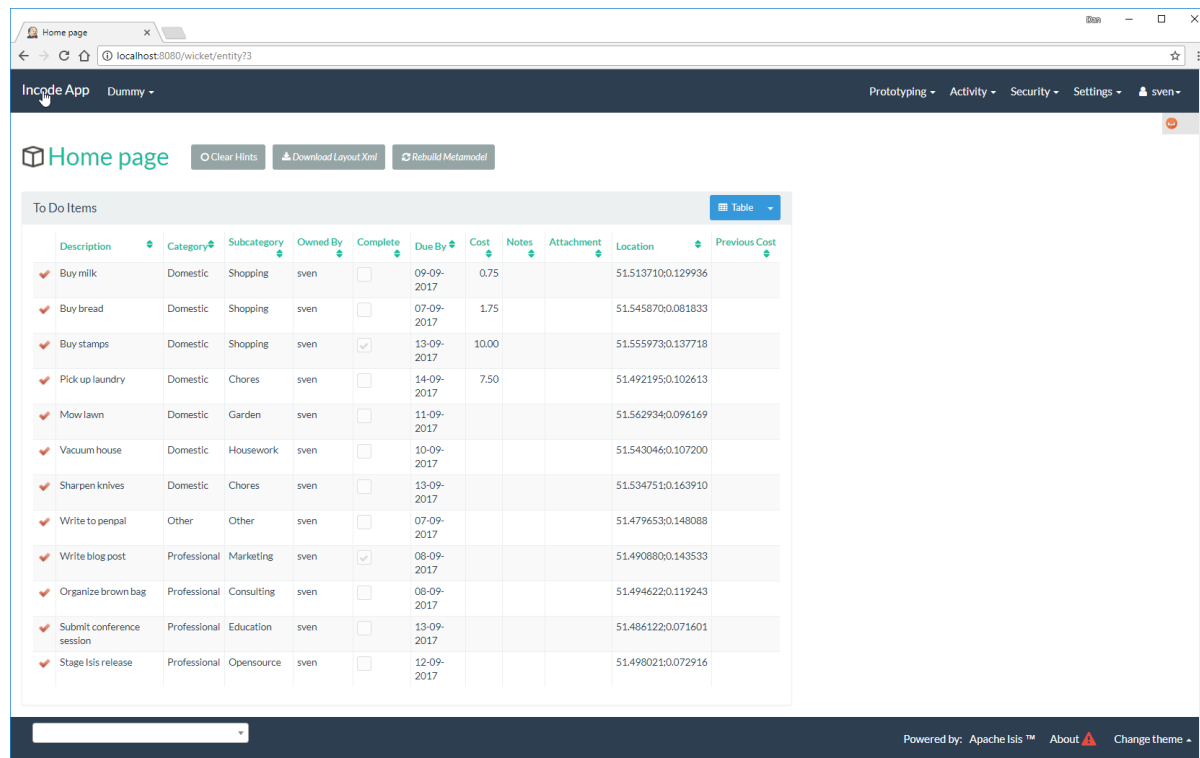 Dan
Home page
localhost:8080/wicket/entity?3
Incode App Dummy Prototyping Activity Security Settings sven
Home page Clear Hints Download Layout Xml Rebuild Metamodel
To Do Items Table
Description Category Subcategory Owned By Complete Due By Cost Notes Attachment Location Previous Cost
Buy milk Domestic Shopping sven 09-09- 0.75 51.513710;0.129936
2017
Buy bread Domestic Shopping sven 07-09- 1.75 51.545870;0.081833
2017
Buy stamps Domestic Shopping sven 13-09- 10.00 51.555973;0.137718
2017
Pick up laundry Domestic Chores sven 14-09- 7.50 51.492195;0.102613
2017
Mow lawn Domestic Garden sven 11-09- 51.562934;0.096169
2017
Vacuum house Domestic Housework sven 10-09- 51.543046;0.107200
2017
Sharpen knives Domestic Chores sven 13-09- 51.534751;0.163910
2017
Write to penpal Other Other sven 07-09- 51.479653;0.148088
2017
Write blog post Professional Marketing sven 08-09- 51.490880;0.143533
2017
Organize brown bag Professional Consulting sven 08-09- 51.494622;0.119243
2017
Submit conference Professional Education sven 13-09- 51.486122;0.071601
session 2017
Stage Isis release Professional Opensource sven 12-09- 51.498021;0.072916
2017
Powered by: Apache Isis ™ About Change theme